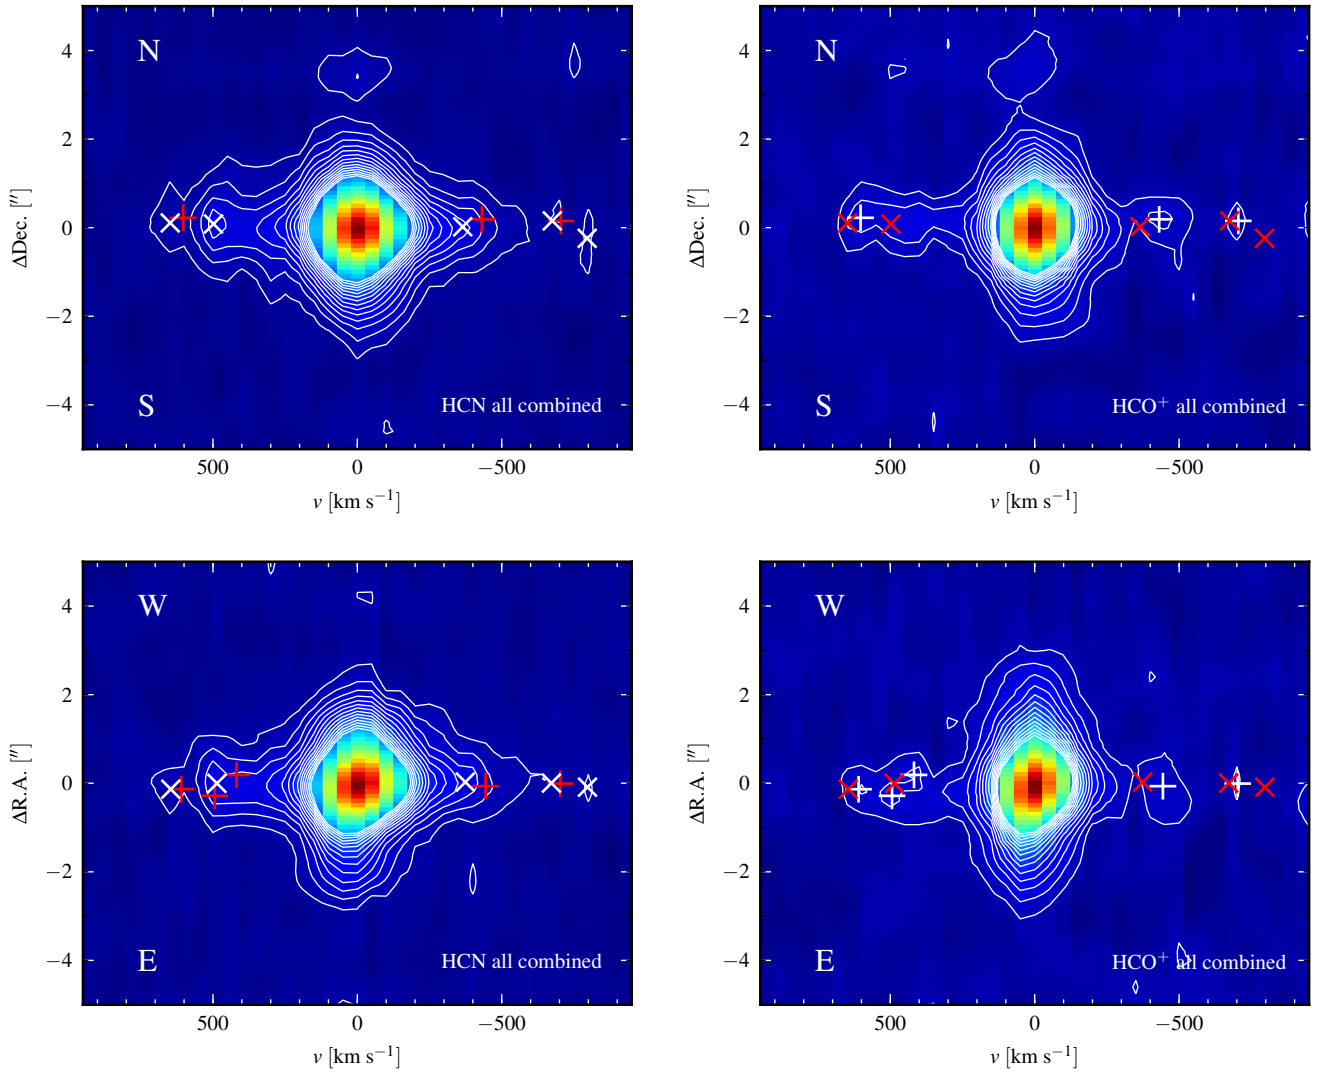 N
4
2
0
−2
−4
ΔDec. [″]
S
HCN all combined
500 0 −500
v [km s⁻¹]
N
4
2
0
−2
−4
ΔDec. [″]
S
HCO⁺ all combined
500 0 −500
v [km s⁻¹]
W
4
2
0
−2
−4
ΔR.A. [″]
E
HCN all combined
500 0 −500
v [km s⁻¹]
W
4
2
0
−2
−4
ΔR.A. [″]
E
HCO⁺ all combined
500 0 −500
v [km s⁻¹]